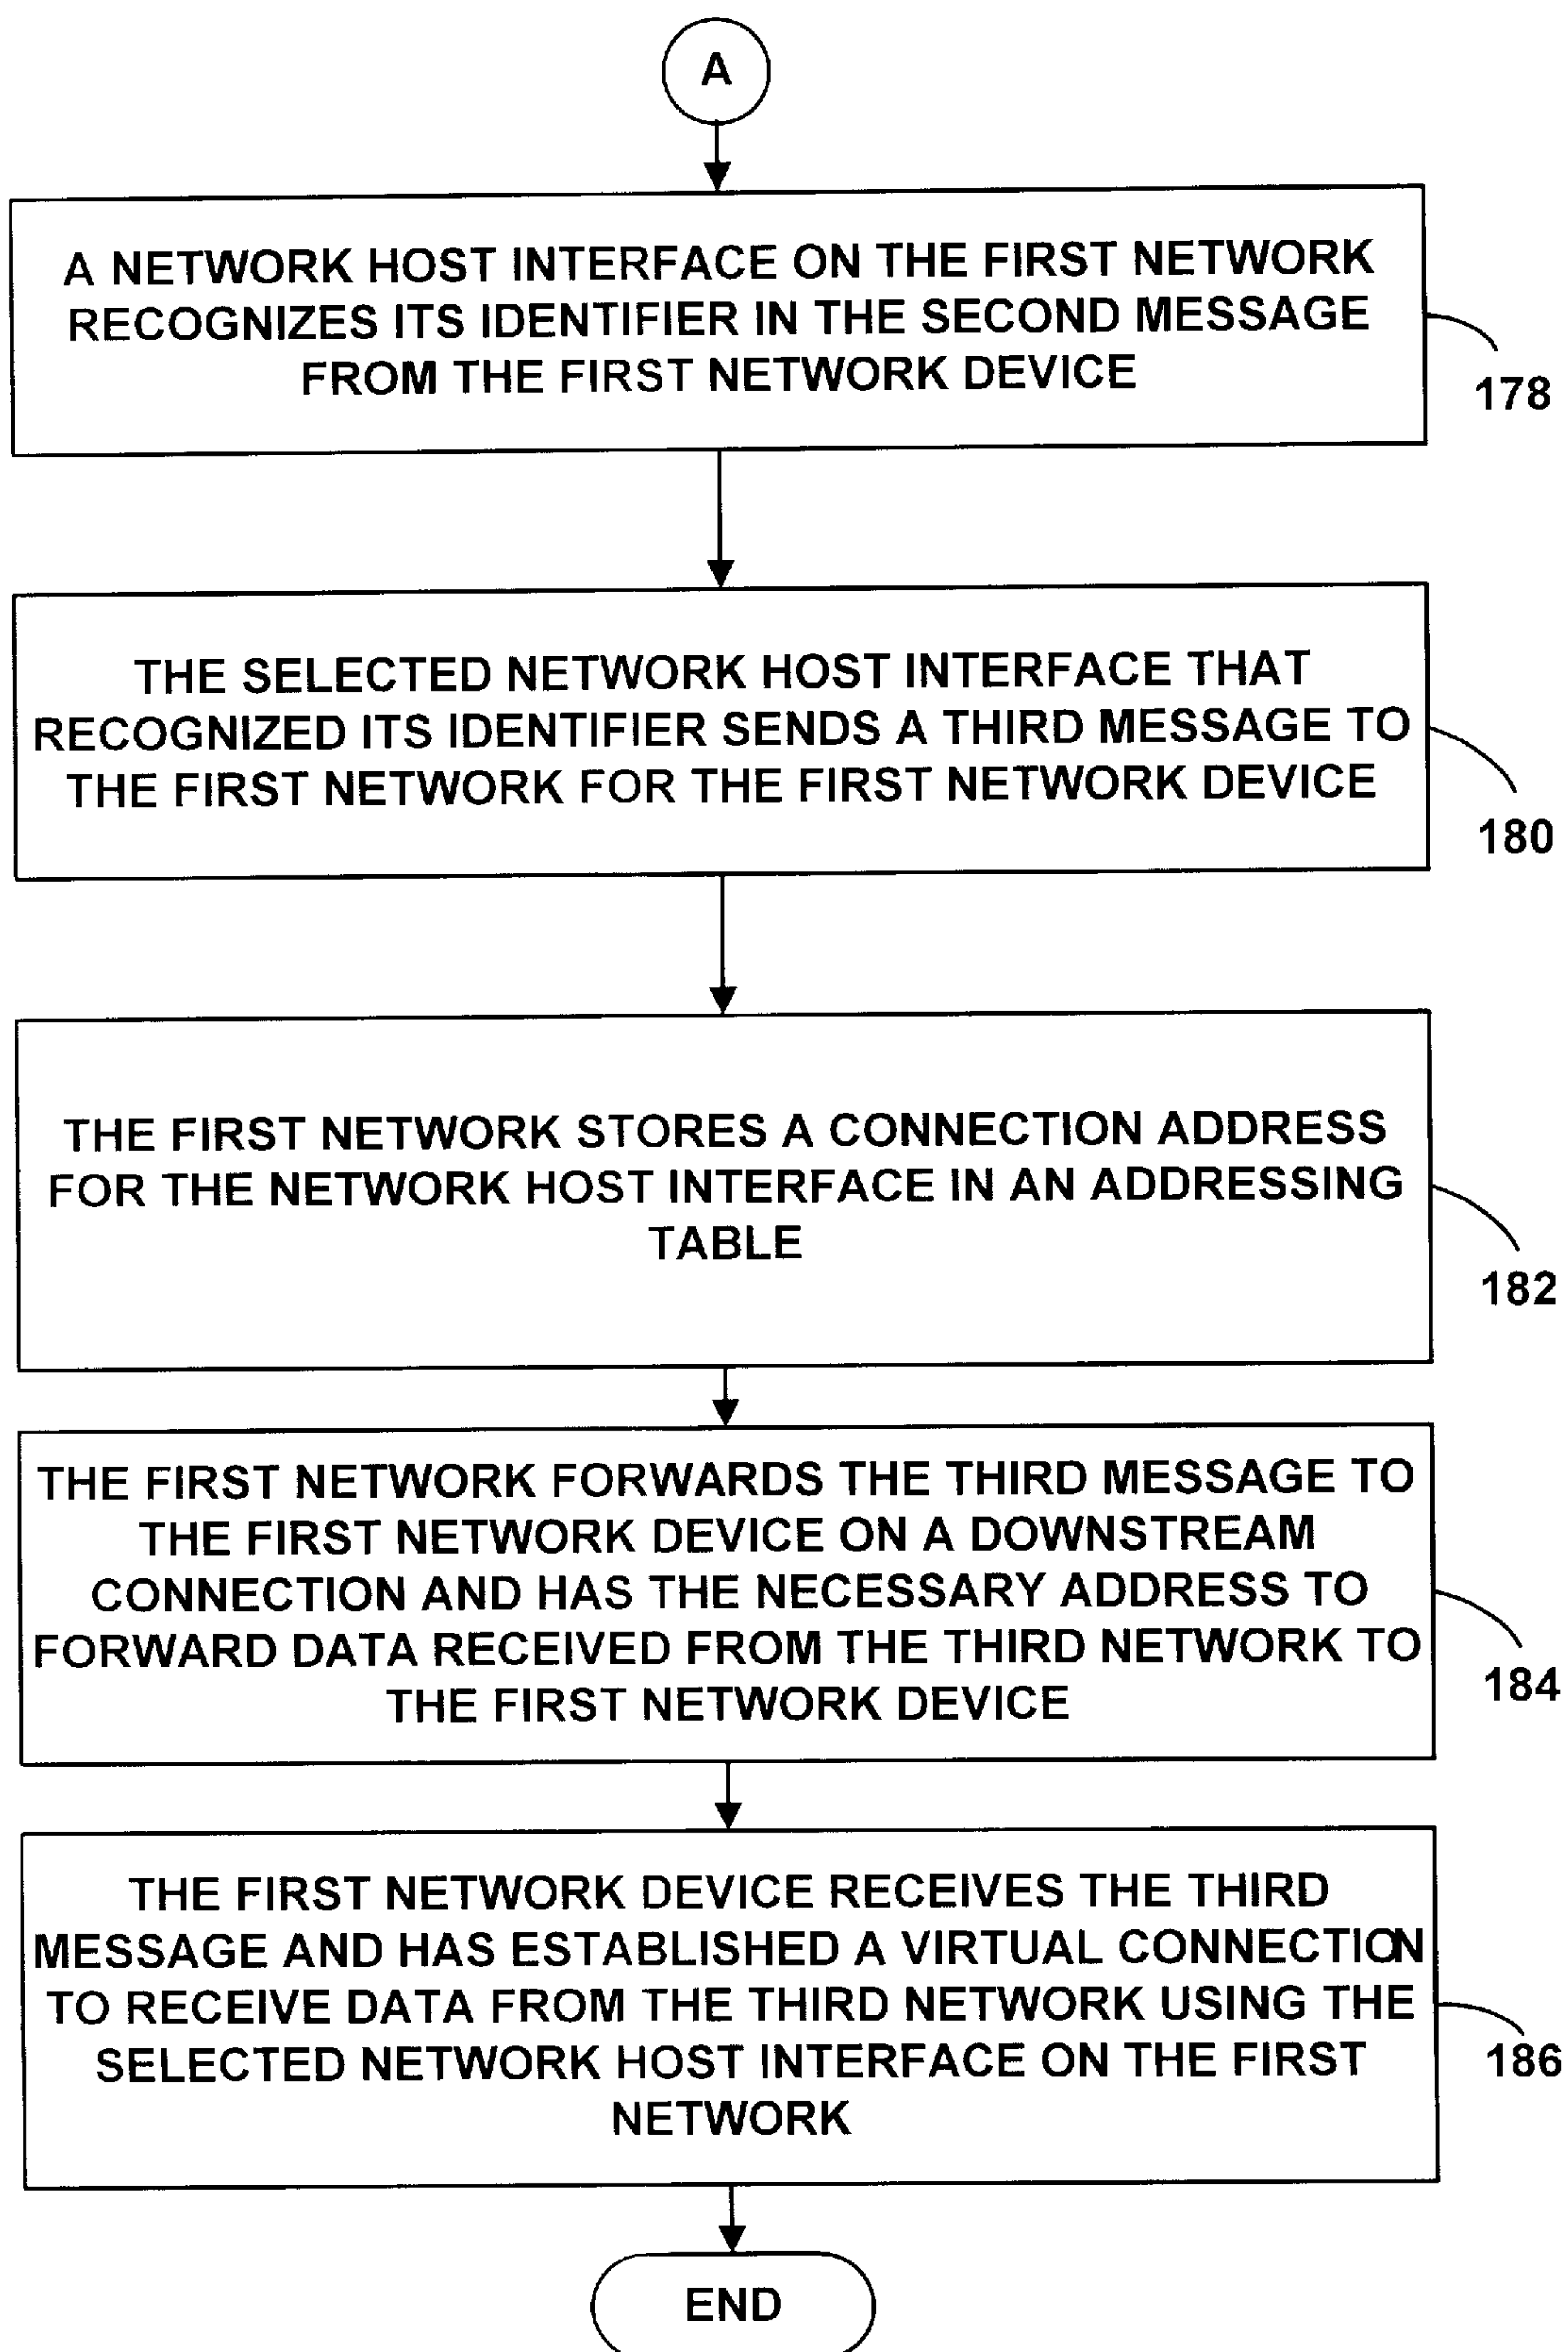 A
A NETWORK HOST INTERFACE ON THE FIRST NETWORK
RECOGNIZES ITS IDENTIFIER IN THE SECOND MESSAGE
FROM THE FIRST NETWORK DEVICE
178
THE SELECTED NETWORK HOST INTERFACE THAT
RECOGNIZED ITS IDENTIFIER SENDS A THIRD MESSAGE TO
THE FIRST NETWORK FOR THE FIRST NETWORK DEVICE
180
THE FIRST NETWORK STORES A CONNECTION ADDRESS
FOR THE NETWORK HOST INTERFACE IN AN ADDRESSING
TABLE
182
THE FIRST NETWORK FORWARDS THE THIRD MESSAGE TO
THE FIRST NETWORK DEVICE ON A DOWNSTREAM
CONNECTION AND HAS THE NECESSARY ADDRESS TO
FORWARD DATA RECEIVED FROM THE THIRD NETWORK TO
THE FIRST NETWORK DEVICE
184
THE FIRST NETWORK DEVICE RECEIVES THE THIRD
MESSAGE AND HAS ESTABLISHED A VIRTUAL CONNECTION
TO RECEIVE DATA FROM THE THIRD NETWORK USING THE
SELECTED NETWORK HOST INTERFACE ON THE FIRST
NETWORK
186
END